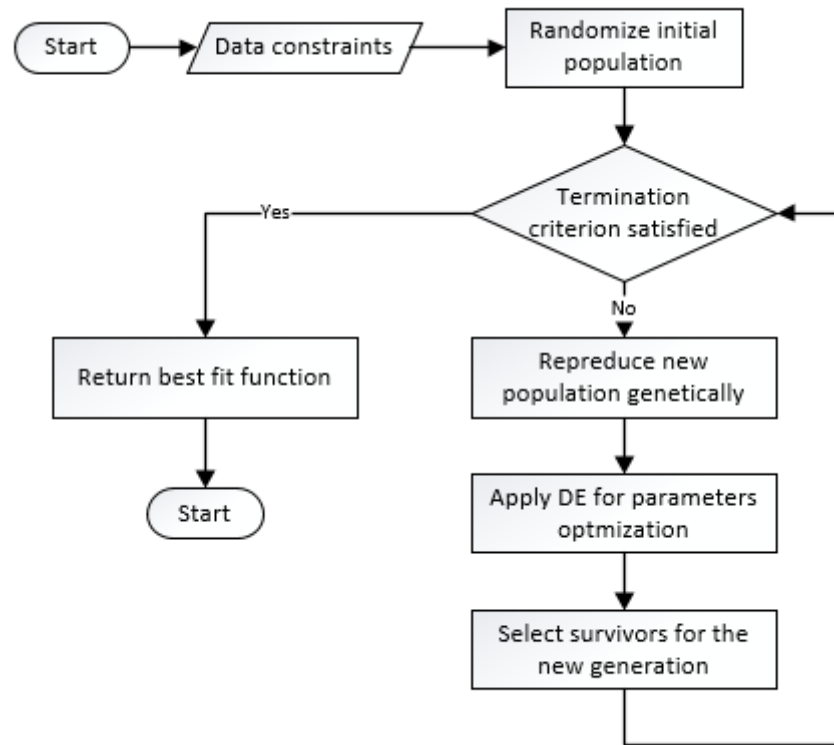 Start
Data constraints
Randomize initial
population
Termination
criterion satisfied
Yes
No
Return best fit function
Repreduce new
population genetically
Start
Apply DE for parameters
optmization
Select survivors for the
new generation